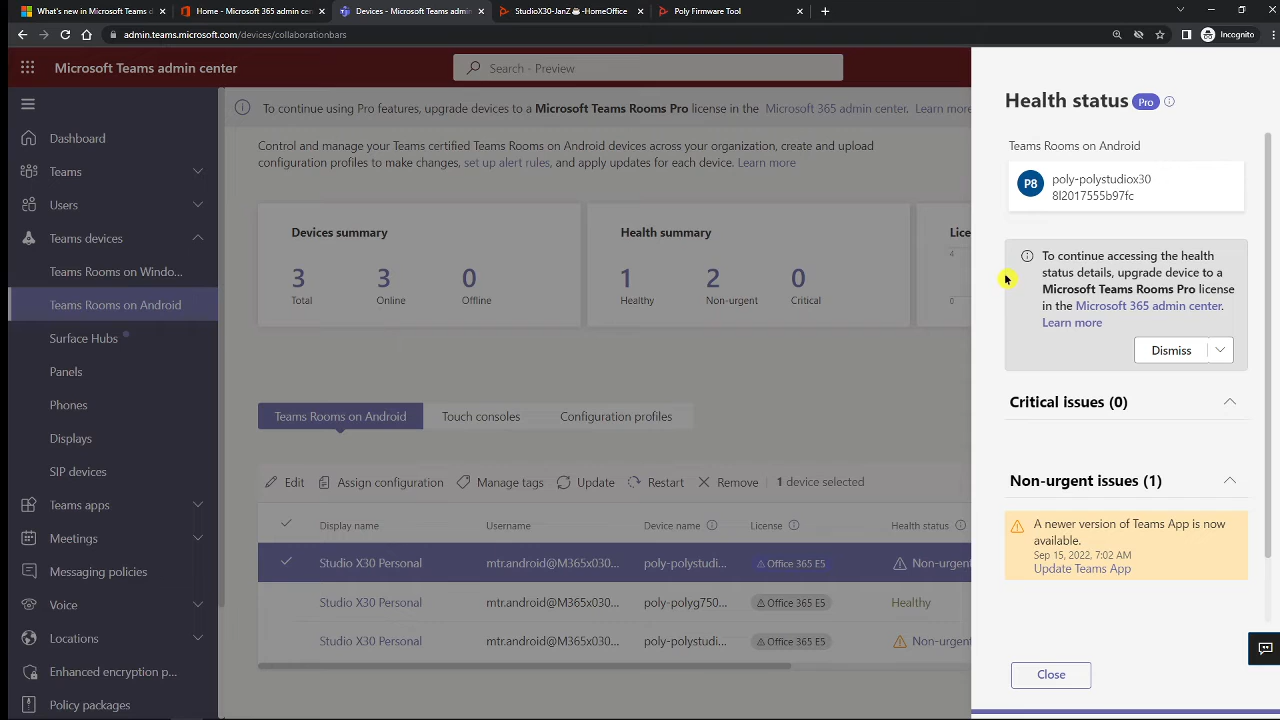 What's new in Microsoft Teams d
Home - Microsoft 365 admin cen
Devices - Microsoft Teams admin
StudioX30-JanZ -HomeOffice
Poly Firmware Tool
admin.teams.microsoft.com/devices/collaborationbars
Incognito
Microsoft Teams admin center
Search - Preview
Dashboard
Teams
Users
Teams devices
Teams Rooms on Windo...
Teams Rooms on Android
Surface Hubs
Panels
Phones
Displays
SIP devices
Teams apps
Meetings
Messaging policies
Voice
Locations
Enhanced encryption p...
Policy packages
To continue using Pro features, upgrade devices to a Microsoft Teams Rooms Pro license in the Microsoft 365 admin center. Learn more
Control and manage your Teams certified Teams Rooms on Android devices across your organization, create and upload
configuration profiles to make changes, set up alert rules, and apply updates for each device. Learn more
Devices summary
3 3 0
Total Online Offline
Health summary
1 2 0
Healthy Non-urgent Critical
Lice
4
0
Teams Rooms on Android Touch consoles Configuration profiles
Edit Assign configuration Manage tags Update Restart Remove 1 device selected
Display name Username Device name License Health status
Studio X30 Personal mtr.android@M365x030... poly-polystudi... Office 365 E5 Non-urgent
Studio X30 Personal mtr.android@M365x030... poly-polyg750... Office 365 E5 Healthy
Studio X30 Personal mtr.android@M365x030... poly-polystudi... Office 365 E5 Non-urgent
Health status Pro
Teams Rooms on Android
P8
poly-polystudiox30
8l2017555b97fc
To continue accessing the health
status details, upgrade device to a
Microsoft Teams Rooms Pro license
in the Microsoft 365 admin center.
Learn more
Dismiss
Critical issues (0)
Non-urgent issues (1)
A newer version of Teams App is now
available.
Sep 15, 2022, 7:02 AM
Update Teams App
Close